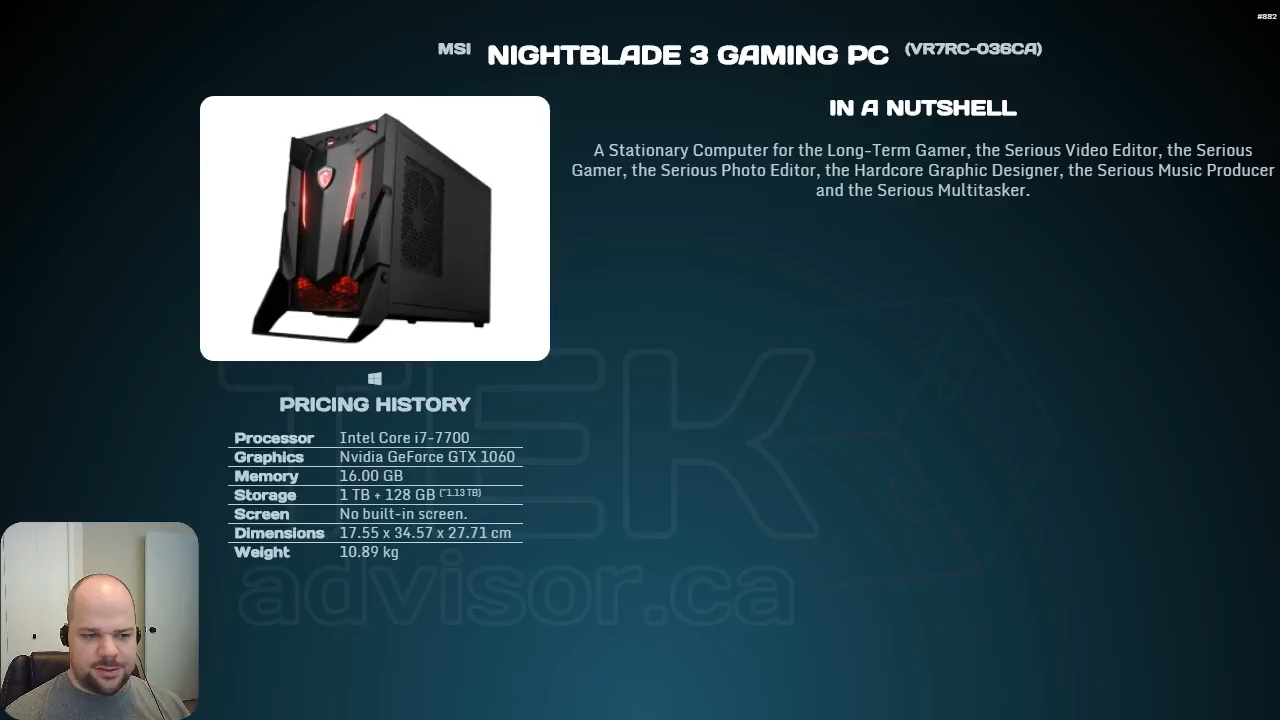 #882
MSI NIGHTBLADE 3 GAMING PC (VR7RC-036CA)
IN A NUTSHELL
A Stationary Computer for the Long-Term Gamer, the Serious Video Editor, the Serious
Gamer, the Serious Photo Editor, the Hardcore Graphic Designer, the Serious Music Producer
and the Serious Multitasker.
PRICING HISTORY
Processor Intel Core i7-7700
Graphics Nvidia GeForce GTX 1060
Memory 16.00 GB
Storage 1 TB + 128 GB (~1.13 TB)
Screen No built-in screen.
Dimensions 17.55 x 34.57 x 27.71 cm
Weight 10.89 kg
TEK
advisor.ca